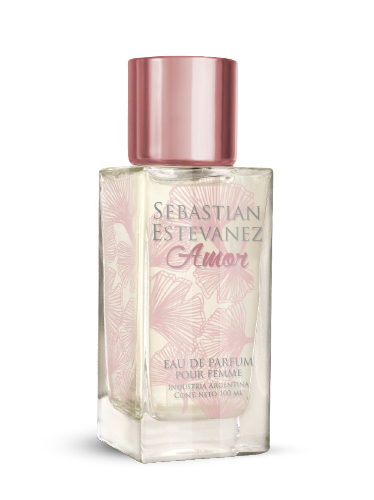 SEBASTIAN
ESTEVANEZ
Amor
EAU DE PARFUM
POUR FEMME
INDUSTRIA ARGENTINA
CONT. NETO 100 ML